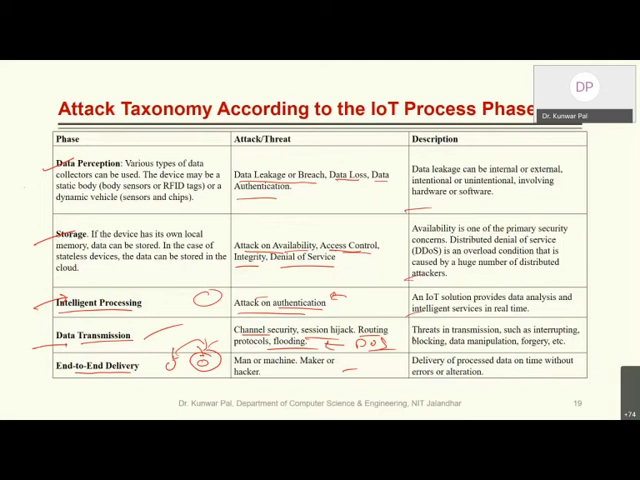 DP
Dr. Kunwar Pal
Attack Taxonomy According to the IoT Process Phase
Phase
Attack/Threat
Description
Data Perception: Various types of data
collectors can be used. The device may be a
static body (body sensors or RFID tags) or a
dynamic vehicle (sensors and chips).
Data Leakage or Breach, Data Loss, Data
Authentication.
Data leakage can be internal or external,
intentional or unintentional, involving
hardware or software.
Storage. If the device has its own local
memory, data can be stored. In the case of
stateless devices, the data can be stored in the
cloud.
Attack on Availability, Access Control,
Integrity, Denial of Service
Availability is one of the primary security
concerns. Distributed denial of service
(DDoS) is an overload condition that is
caused by a huge number of distributed
attackers.
Intelligent Processing
Attack on authentication
An IoT solution provides data analysis and
intelligent services in real time.
Data Transmission
Channel security, session hijack. Routing
protocols, flooding.
DOS
Threats in transmission, such as interrupting,
blocking, data manipulation, forgery, etc.
End-to-End Delivery
Man or machine. Maker or
hacker.
Delivery of processed data on time without
errors or alteration.
Dr. Kunwar Pal, Department of Computer Science & Engineering, NIT Jalandhar
19
+74